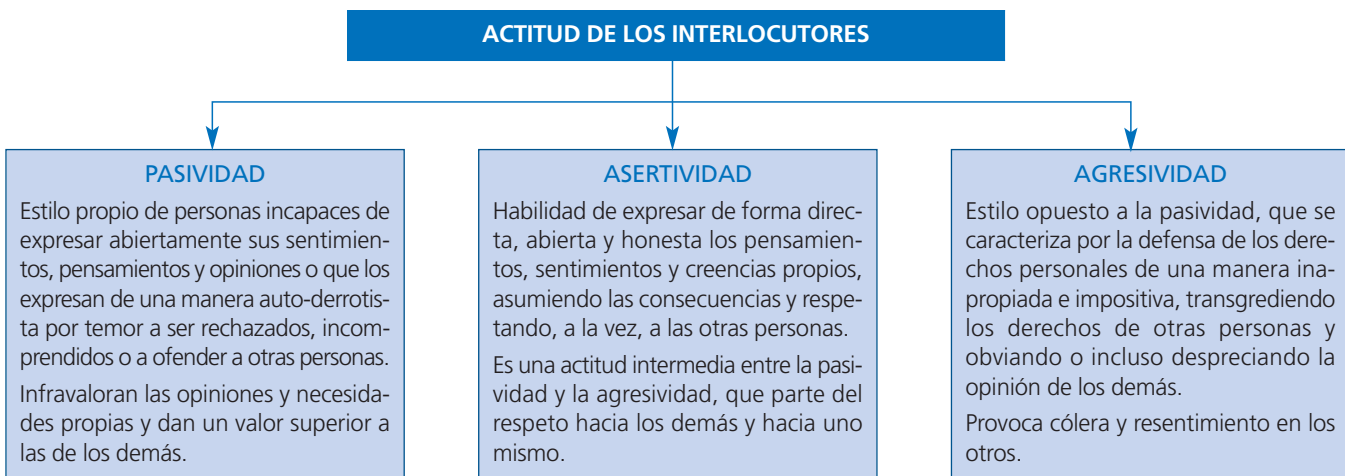 ACTITUD DE LOS INTERLOCUTORES
PASIVIDAD
Estilo propio de personas incapaces de
expresar abiertamente sus sentimien-
tos, pensamientos y opiniones o que los
expresan de una manera auto-derrotis-
ta por temor a ser rechazados, incom-
prendidos o a ofender a otras personas.
Infravaloran las opiniones y necesida-
des propias y dan un valor superior a
las de los demás.
ASERTIVIDAD
Habilidad de expresar de forma direc-
ta, abierta y honesta los pensamien-
tos, sentimientos y creencias propios,
asumiendo las consecuencias y respe-
tando, a la vez, a las otras personas.
Es una actitud intermedia entre la pasi-
vidad y la agresividad, que parte del
respeto hacia los demás y hacia uno
mismo.
AGRESIVIDAD
Estilo opuesto a la pasividad, que se
caracteriza por la defensa de los dere-
chos personales de una manera ina-
propiada e impositiva, transgrediendo
los derechos de otras personas y
obviando o incluso despreciando la
opinión de los demás.
Provoca cólera y resentimiento en los
otros.